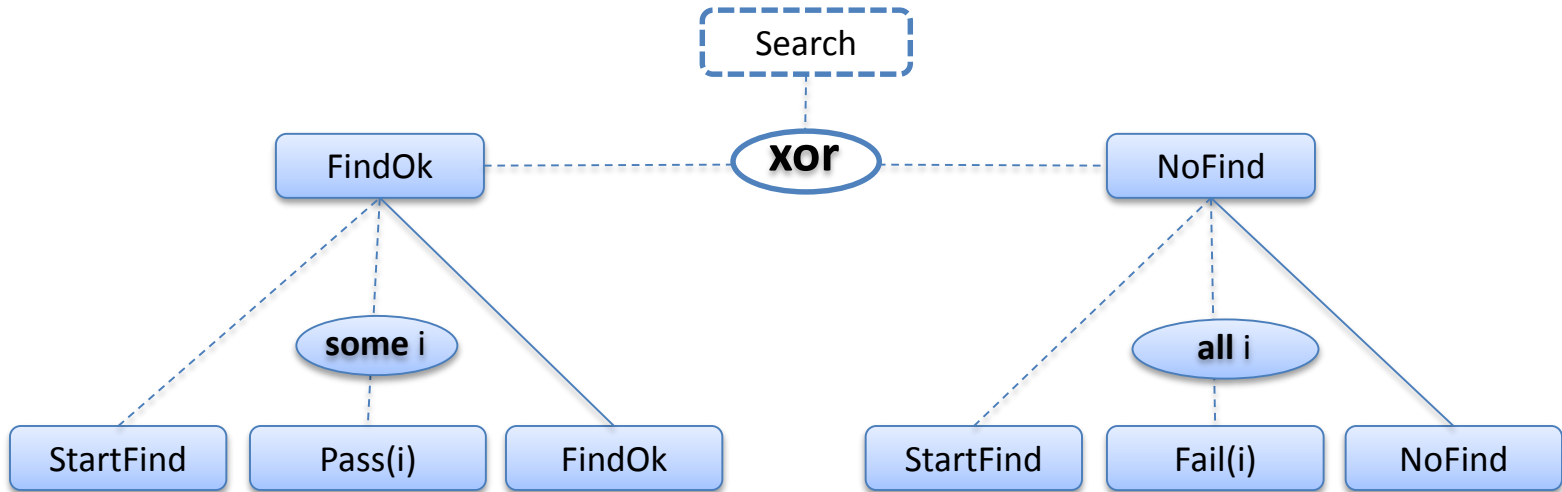 Search
FindOk
xor
NoFind
some i
all i
StartFind
Pass(i)
FindOk
StartFind
Fail(i)
NoFind